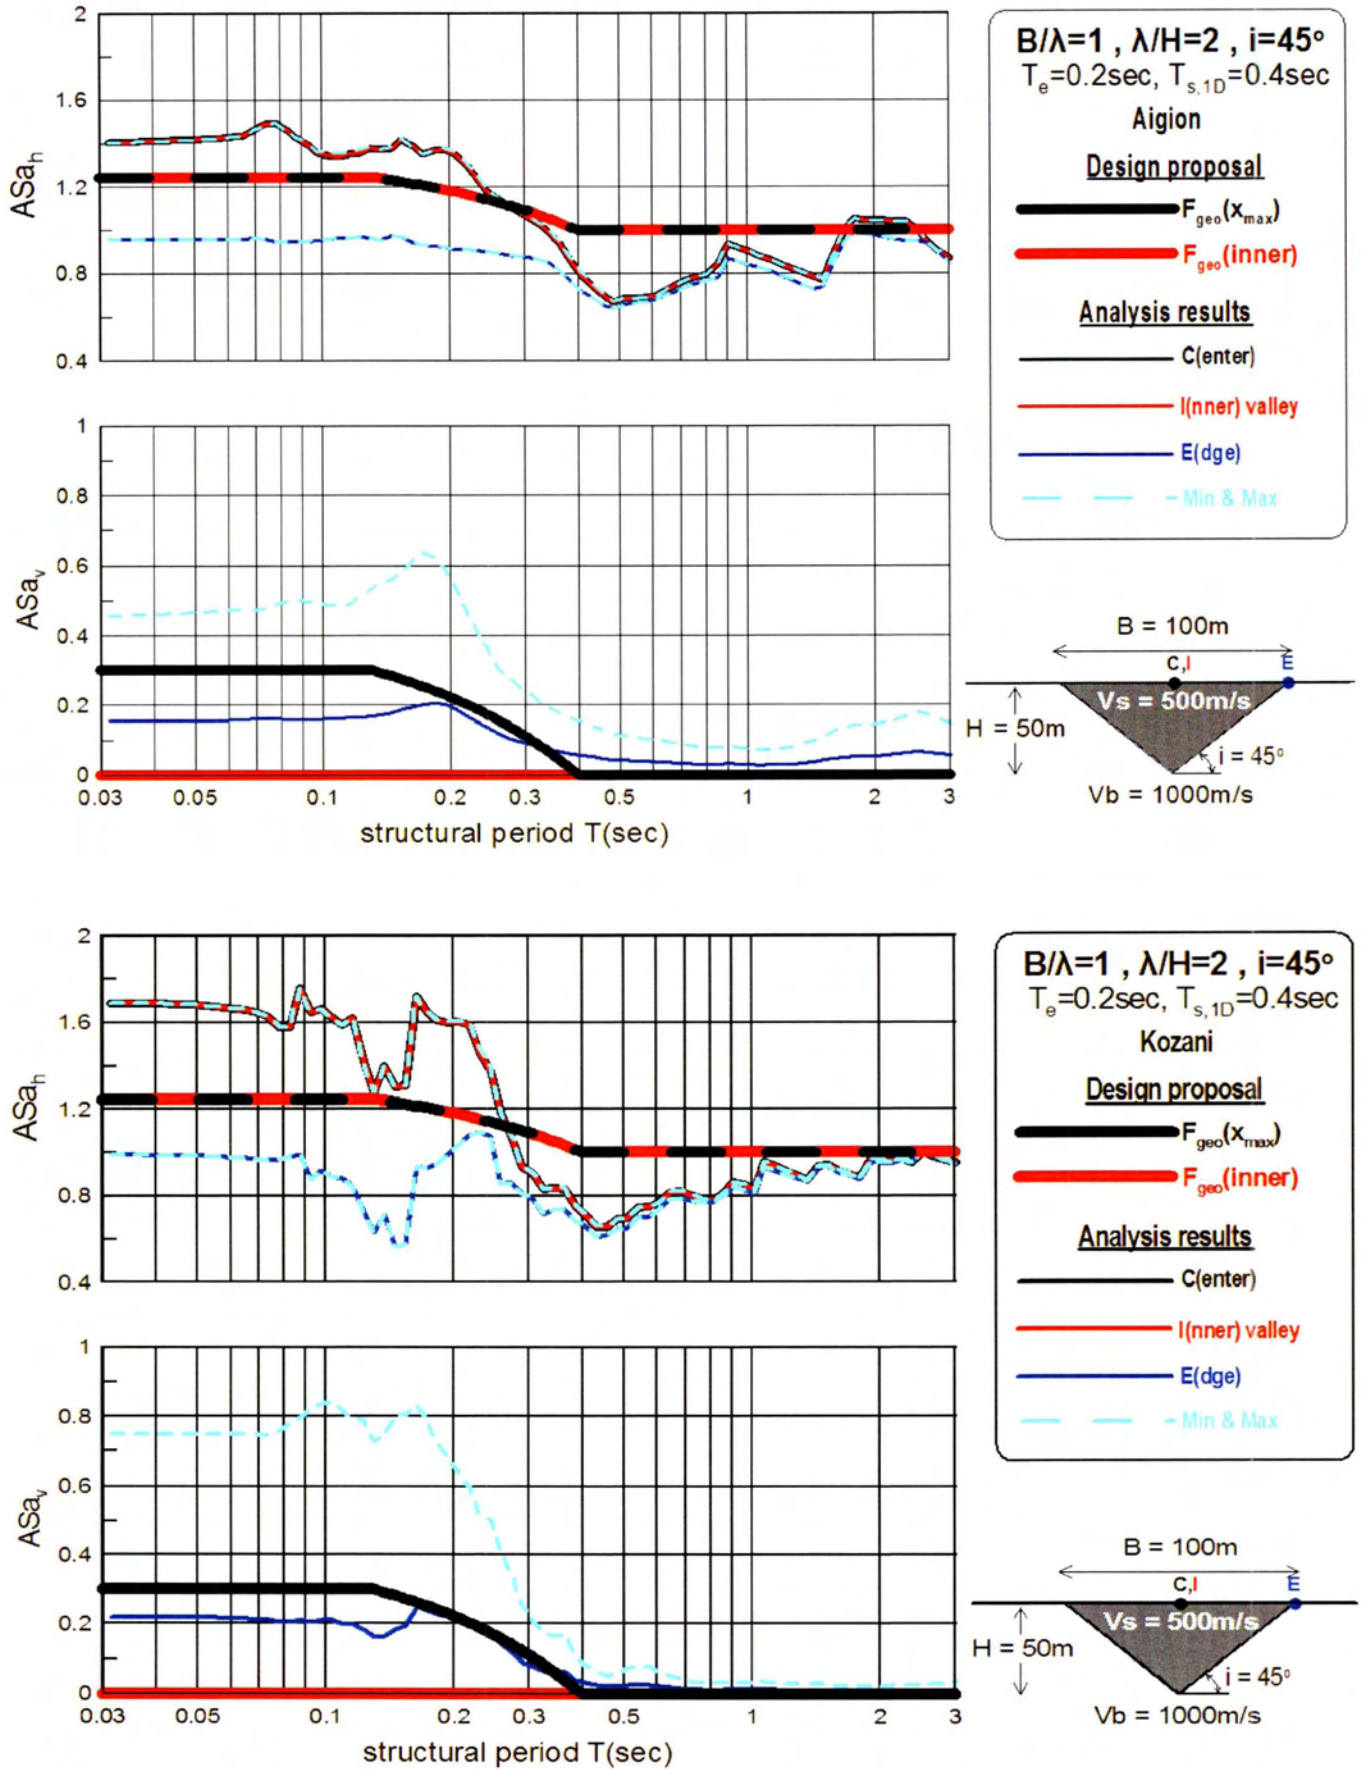 2
1.6
1.2
0.8
0.4
ASa_h
B/λ=1 , λ/H=2 , i=45°
T_e=0.2sec, T_s,1D=0.4sec
Aigion
Design proposal
F_geo(x_max)
F_geo(inner)
Analysis results
C(enter)
I(nner) valley
E(dge)
Min & Max
1
0.8
0.6
0.4
0.2
0
ASa_v
0.03 0.05 0.1 0.2 0.3 0.5 1 2 3
structural period T(sec)
B = 100m
C,I E
Vs = 500m/s
H = 50m
i = 45°
Vb = 1000m/s
2
1.6
1.2
0.8
0.4
ASa_h
B/λ=1 , λ/H=2 , i=45°
T_e=0.2sec, T_s,1D=0.4sec
Kozani
Design proposal
F_geo(x_max)
F_geo(inner)
Analysis results
C(enter)
I(nner) valley
E(dge)
Min & Max
1
0.8
0.6
0.4
0.2
0
ASa_v
0.03 0.05 0.1 0.2 0.3 0.5 1 2 3
structural period T(sec)
B = 100m
C,I E
Vs = 500m/s
H = 50m
i = 45°
Vb = 1000m/s